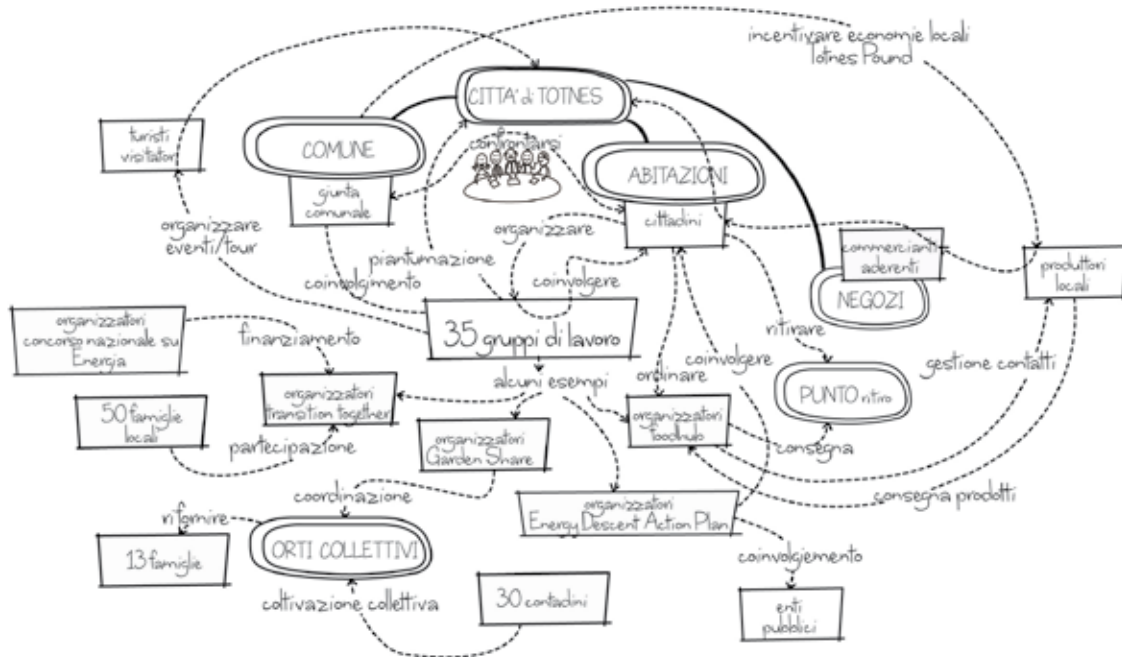 incentivare economie locali
Totnes Pound
CITTA' di TOTNES
turisti
visitatori
COMUNE
confrontarsi
ABITAZIONI
giunta
comunale
cittadini
organizzare
eventi/tour
organizzare
piantumazione
coinvolgimento
coinvolgere
commercianti
aderenti
produttori
locali
NEGOZI
organizzatori
concorso nazionale su
Energia
finanziamento
35 gruppi di lavoro
ritirare
coinvolgere
gestione contatti
alcuni esempi
ordinare
organizzatori
transition together
PUNTO ritiro
50 famiglie
locali
partecipazione
organizzatori
Garden Share
organizzatori
foodhub
consegna
consegna prodotti
coordinazione
organizzatori
Energy Descent Action Plan
rifornire
ORTI COLLETTIVI
13 famiglie
coinvolgiemento
coltivazione collettiva
30 contadini
enti
pubblici